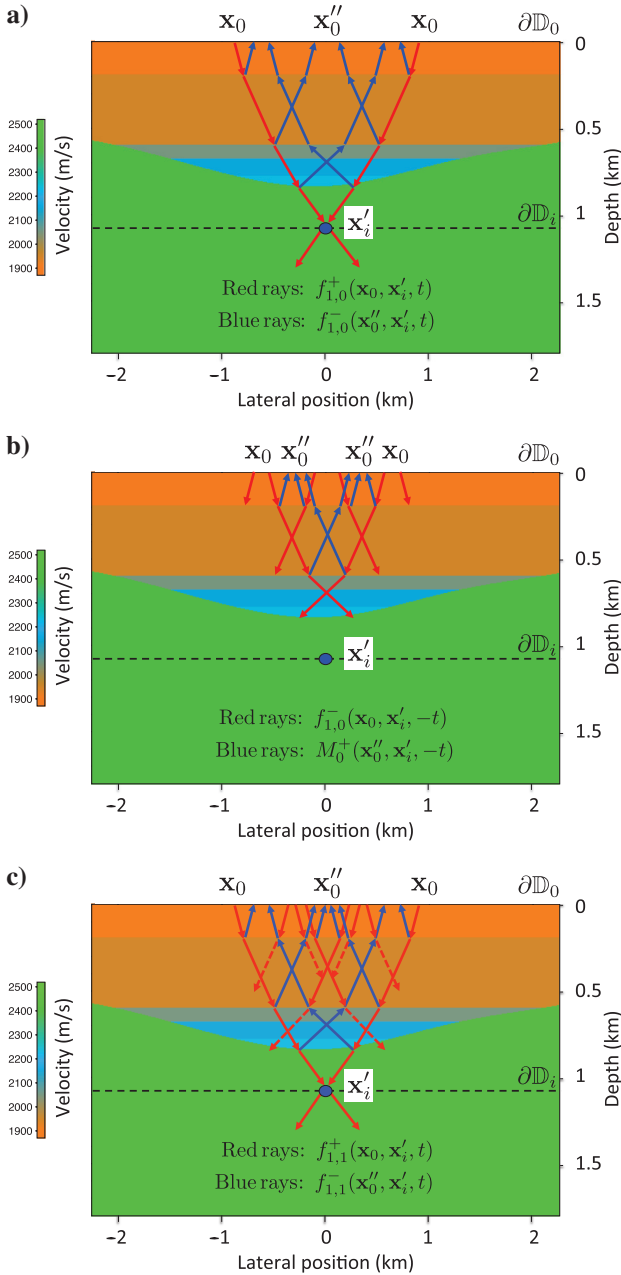 a)
x₀ x₀″ x₀ ∂𝔻₀
0
0.5
1
1.5
Depth (km)
2500
2400
2300
2200
2100
2000
1900
Velocity (m/s)
x′ᵢ
∂𝔻ᵢ
Red rays: f⁺₁,₀(x₀, x′ᵢ, t)
Blue rays: f⁻₁,₀(x₀″, x′ᵢ, t)
−2 −1 0 1 2
Lateral position (km)
b)
x₀ x₀″ x₀″ x₀ ∂𝔻₀
0
0.5
1
1.5
Depth (km)
2500
2400
2300
2200
2100
2000
1900
Velocity (m/s)
x′ᵢ
∂𝔻ᵢ
Red rays: f⁻₁,₀(x₀, x′ᵢ, −t)
Blue rays: M⁺₀(x₀″, x′ᵢ, −t)
−2 −1 0 1 2
Lateral position (km)
c)
x₀ x₀″ x₀ ∂𝔻₀
0
0.5
1
1.5
Depth (km)
2500
2400
2300
2200
2100
2000
1900
Velocity (m/s)
x′ᵢ
∂𝔻ᵢ
Red rays: f⁺₁,₁(x₀, x′ᵢ, t)
Blue rays: f⁻₁,₁(x₀″, x′ᵢ, t)
−2 −1 0 1 2
Lateral position (km)